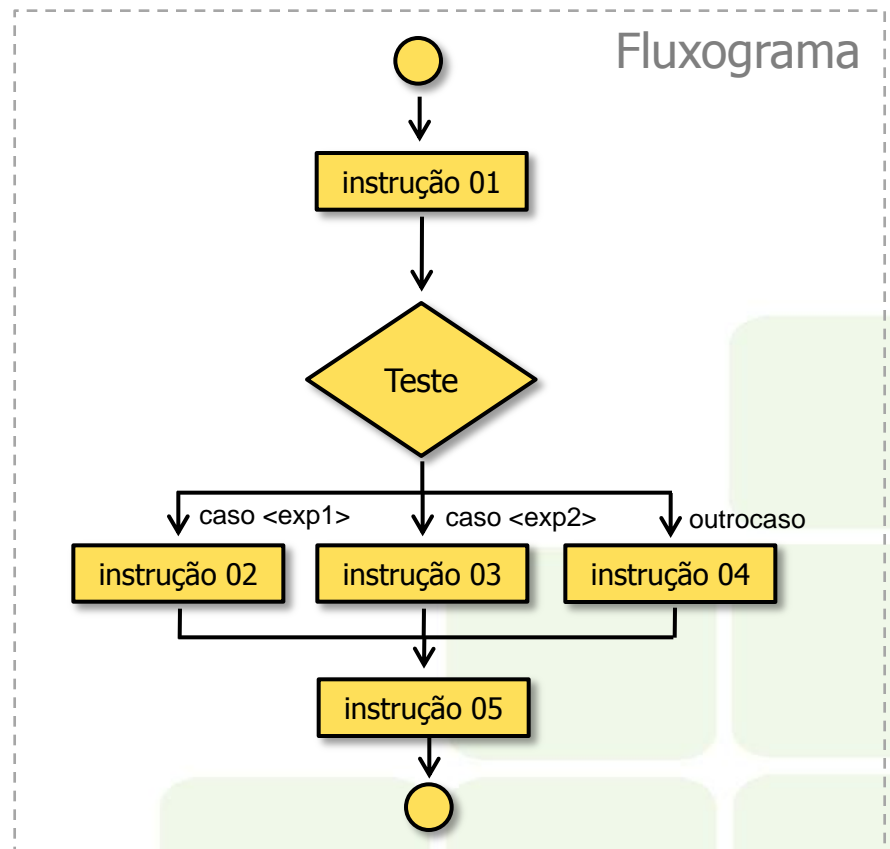 Fluxograma
instrução 01
Teste
caso <exp1>
caso <exp2>
outrocaso
instrução 02
instrução 03
instrução 04
instrução 05